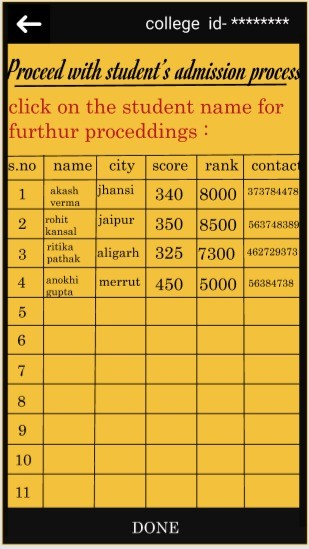 college id- ********
Proceed with student's admission process
click on the student name for
furthur proceddings :
s.no name city score rank contact
1 akash verma jhansi 340 8000 373784478
2 rohit kansal jaipur 350 8500 563748389
3 ritika pathak aligarh 325 7300 462729373
4 anokhi gupta merrut 450 5000 56384738
5
6
7
8
9
10
11
DONE